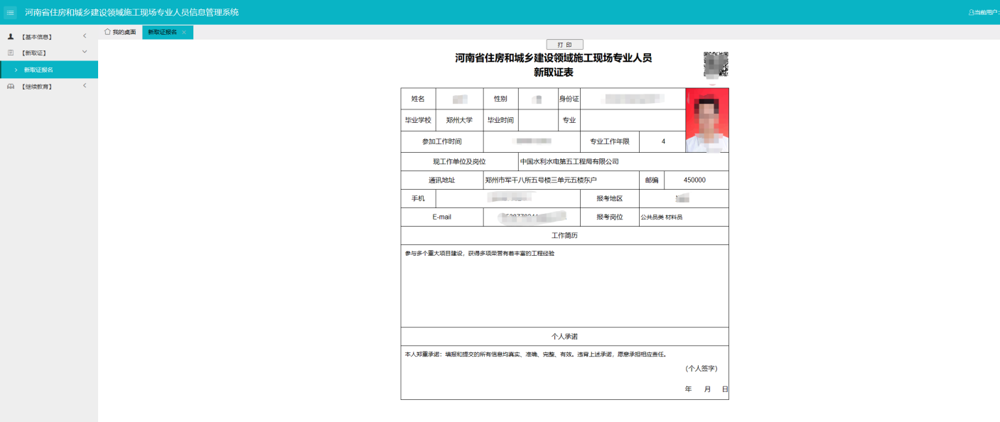 河南省住房和城乡建设领域施工现场专业人员信息管理系统
当前用户:
【基本信息】
【新取证】
新取证报名
【继续教育】
我的桌面 新取证报名
打 印
河南省住房和城乡建设领域施工现场专业人员
新取证表
姓名 性别 身份证
毕业学校 郑州大学 毕业时间 专业
参加工作时间 专业工作年限 4
现工作单位及岗位 中国水利水电第五工程局有限公司
通讯地址 郑州市军干八所五号楼三单元五楼东户 邮编 450000
手机 报考地区
E-mail 报考岗位 公共员类 材料员
工作简历
参与多个重大项目建设，获得多项荣誉有着丰富的工程经验
个人承诺
本人郑重承诺：填报和提交的所有信息均真实、准确、完整、有效。违背上述承诺，愿意承担相应责任。
(个人签字)
年 月 日